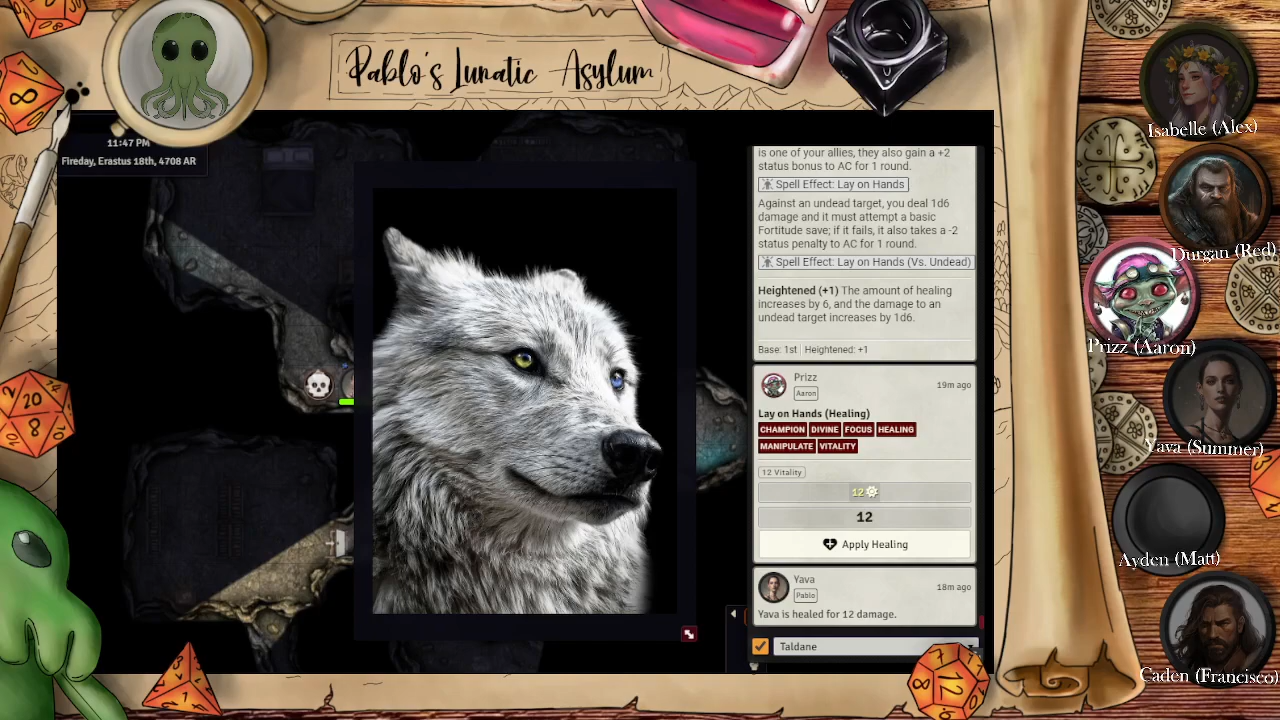 Pablo's Lunatic Asylum
11:47 PM
Fireday, Erastus 18th, 4708 AR
is one of your allies, they also gain a +2
status bonus to AC for 1 round.
Spell Effect: Lay on Hands
Against an undead target, you deal 1d6
damage and it must attempt a basic
Fortitude save; if it fails, it also takes a -2
status penalty to AC for 1 round.
Spell Effect: Lay on Hands (Vs. Undead)
Heightened (+1) The amount of healing
increases by 6, and the damage to an
undead target increases by 1d6.
Base: 1st Heightened: +1
Prizz
19m ago
Aaron
Lay on Hands (Healing)
CHAMPION DIVINE FOCUS HEALING
MANIPULATE VITALITY
12 Vitality
12
12
Apply Healing
Yava
18m ago
Pablo
Yava is healed for 12 damage.
Taldane
Isabelle (Alex)
Durgan (Red)
Prizz (Aaron)
Yava (Summer)
Ayden (Matt)
Caden (Francisco)
8
20
8
8
12